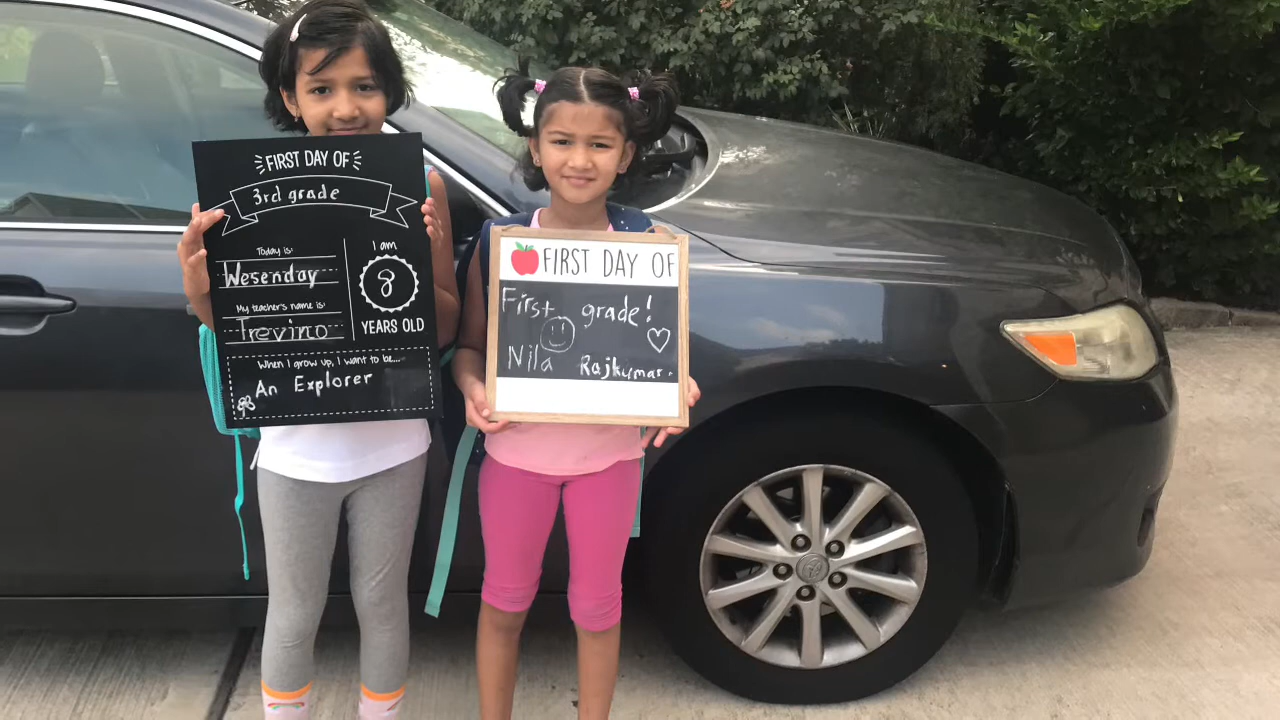 FIRST DAY OF
3rd grade
Today is:
Wesenday
My teacher's name is:
Trevino
I am
8
YEARS OLD
When I grow up, I want to be...
An Explorer
FIRST DAY OF
First grade!
Nila Rajkumar.